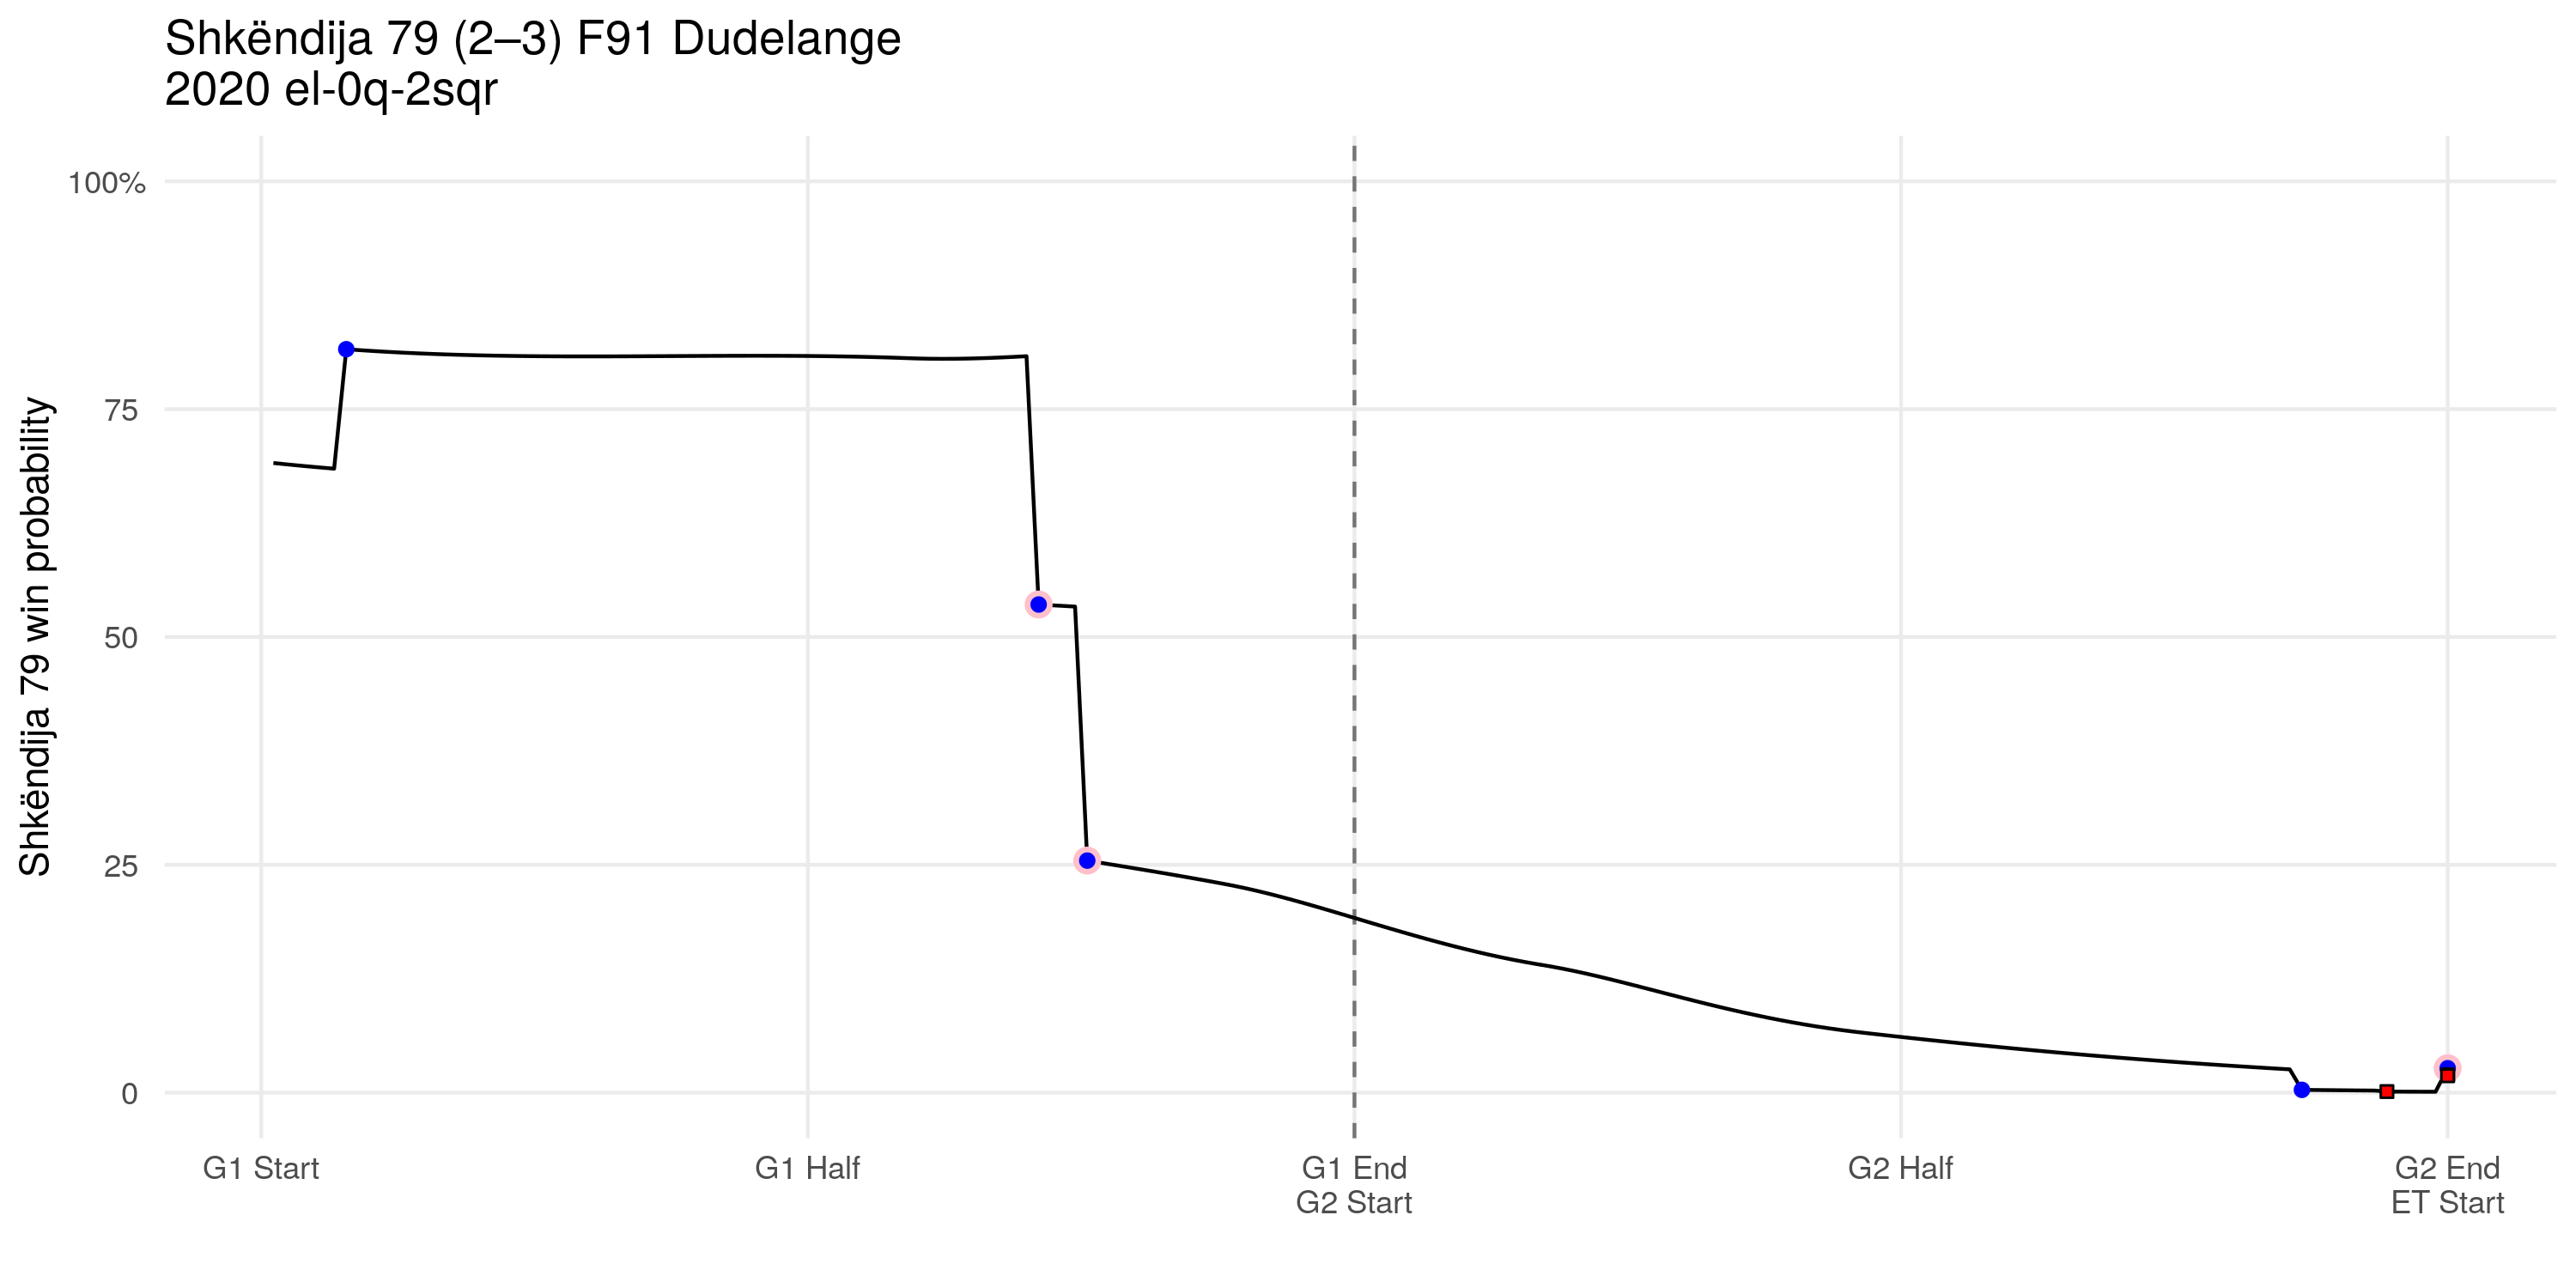 Shkëndija 79 (2–3) F91 Dudelange
2020 el-0q-2sqr
Shkëndija 79 win probability
100%
75
50
25
0
G1 Start
G1 Half
G1 End
G2 Start
G2 Half
G2 End
ET Start